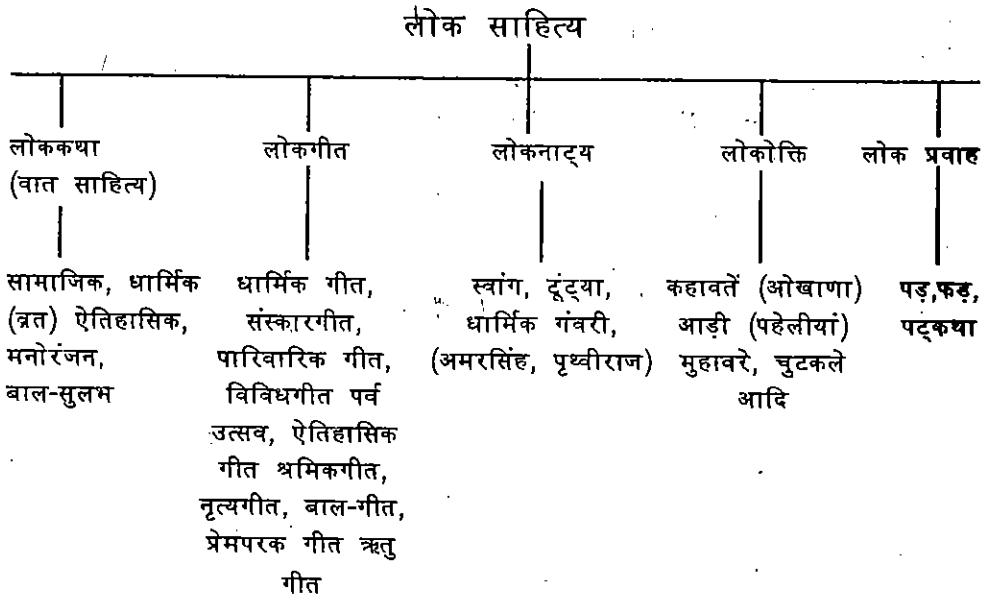 लोक साहित्य
लोककथा
(वात साहित्य)
लोकगीत
लोकनाट्य
लोकोक्ति
लोक प्रवाह
सामाजिक, धार्मिक
(व्रत) ऐतिहासिक,
मनोरंजन,
बाल-सुलभ
धार्मिक गीत,
संस्कारगीत,
पारिवारिक गीत,
विविधगीत पर्व
उत्सव, ऐतिहासिक
गीत श्रमिकगीत,
नृत्यगीत, बाल-गीत,
प्रेमपरक गीत ऋतु
गीत
स्वांग, टूंट्या,
धार्मिक गंवरी,
(अमरसिंह, पृथ्वीराज)
कहावतें (ओखाणा)
आड़ी (पहेलीयां)
मुहावरे, चुटकले
आदि
पड़,फड़,
पट्कथा